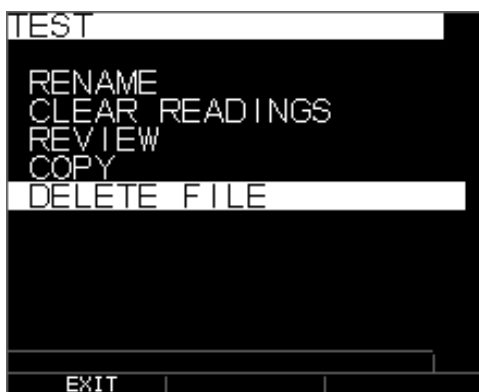 TEST
RENAME
CLEAR READINGS
REVIEW
COPY
DELETE FILE
EXIT